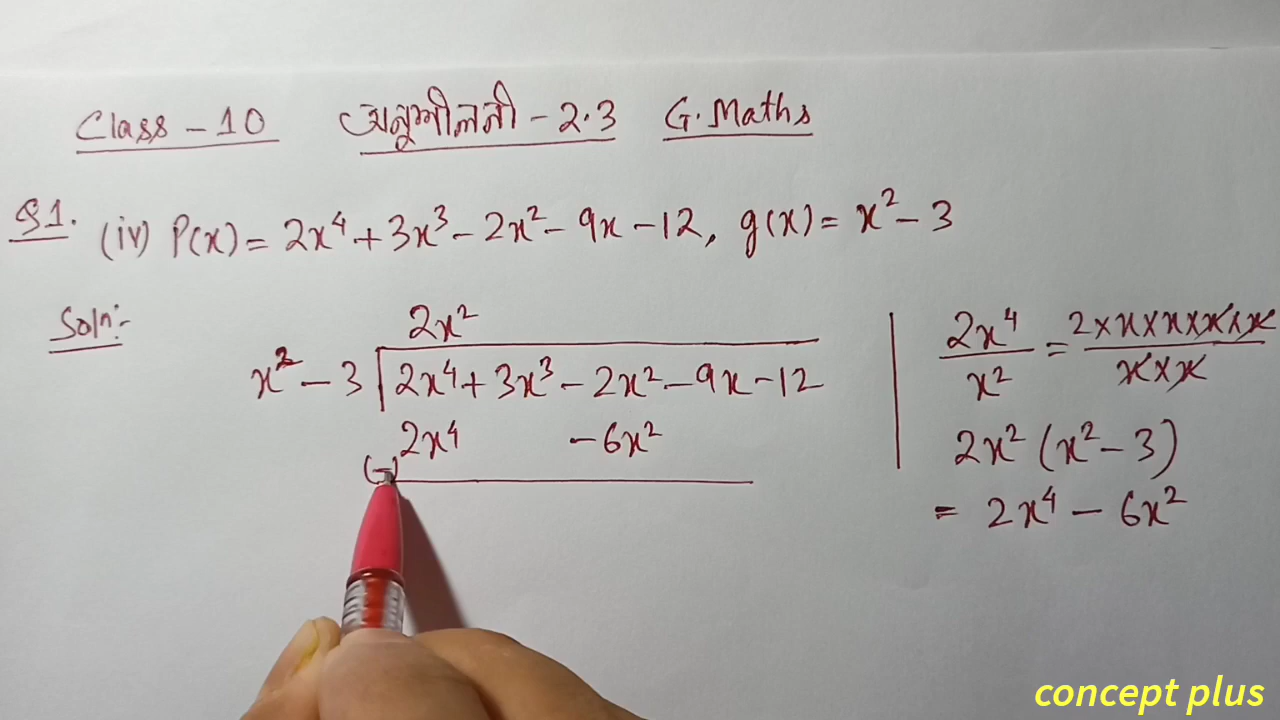 Class - 10 অনুশীলনী - 2.3 G. Maths
Q1. (iv) P(x) = 2x⁴ + 3x³ - 2x² - 9x - 12, g(x) = x² - 3
Soln:-
2x²
x² - 3 2x⁴ + 3x³ - 2x² - 9x - 12
2x⁴ - 6x²
(-)
2x⁴/x² = 2×x×x×x×x/x×x
2x² (x² - 3)
= 2x⁴ - 6x²
concept plus